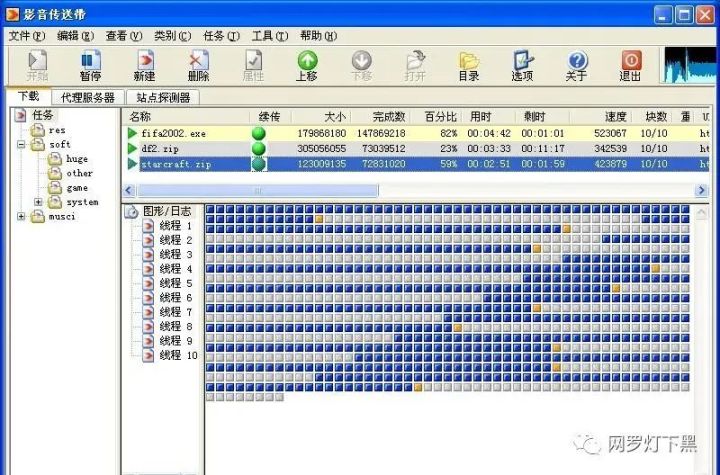 影音传送带
文件(F) 编辑(E) 查看(V) 类别(C) 任务(I) 工具(T) 帮助(H)
开始 暂停 新建 删除 属性 上移 下移 打开 目录 选项 关于 退出
下载 代理服务器 站点探测器
任务
res
soft
huge
other
game
system
musci
名称 续传 大小 完成数 百分比 用时 剩时 速度 块数 重
fifa2002.exe 179868180 147869218 82% 00:04:42 00:01:01 523067 10/10 ht
df2.zip 305056055 73039512 23% 00:03:33 00:11:17 342539 10/10 ht
starcraft.zip 123009135 72831020 59% 00:02:51 00:01:59 423879 10/10 ht
图形/日志
线程 1
线程 2
线程 3
线程 4
线程 5
线程 6
线程 7
线程 8
线程 9
线程 10
网罗灯下黑